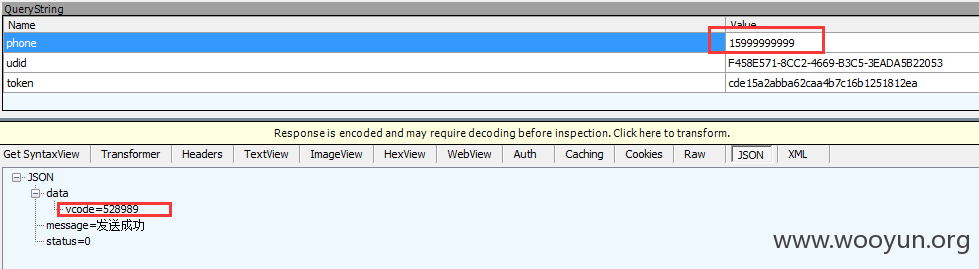 QueryString
Name Value
phone 15999999999
udid F458E571-8CC2-4669-B3C5-3EADA5B22053
token cde15a2abba62caa4b7c16b1251812ea
Response is encoded and may require decoding before inspection. Click here to transform.
Get SyntaxView Transformer Headers TextView ImageView HexView WebView Auth Caching Cookies Raw JSON XML
JSON
data
vcode=528989
message=发送成功
status=0
www.wooyun.org